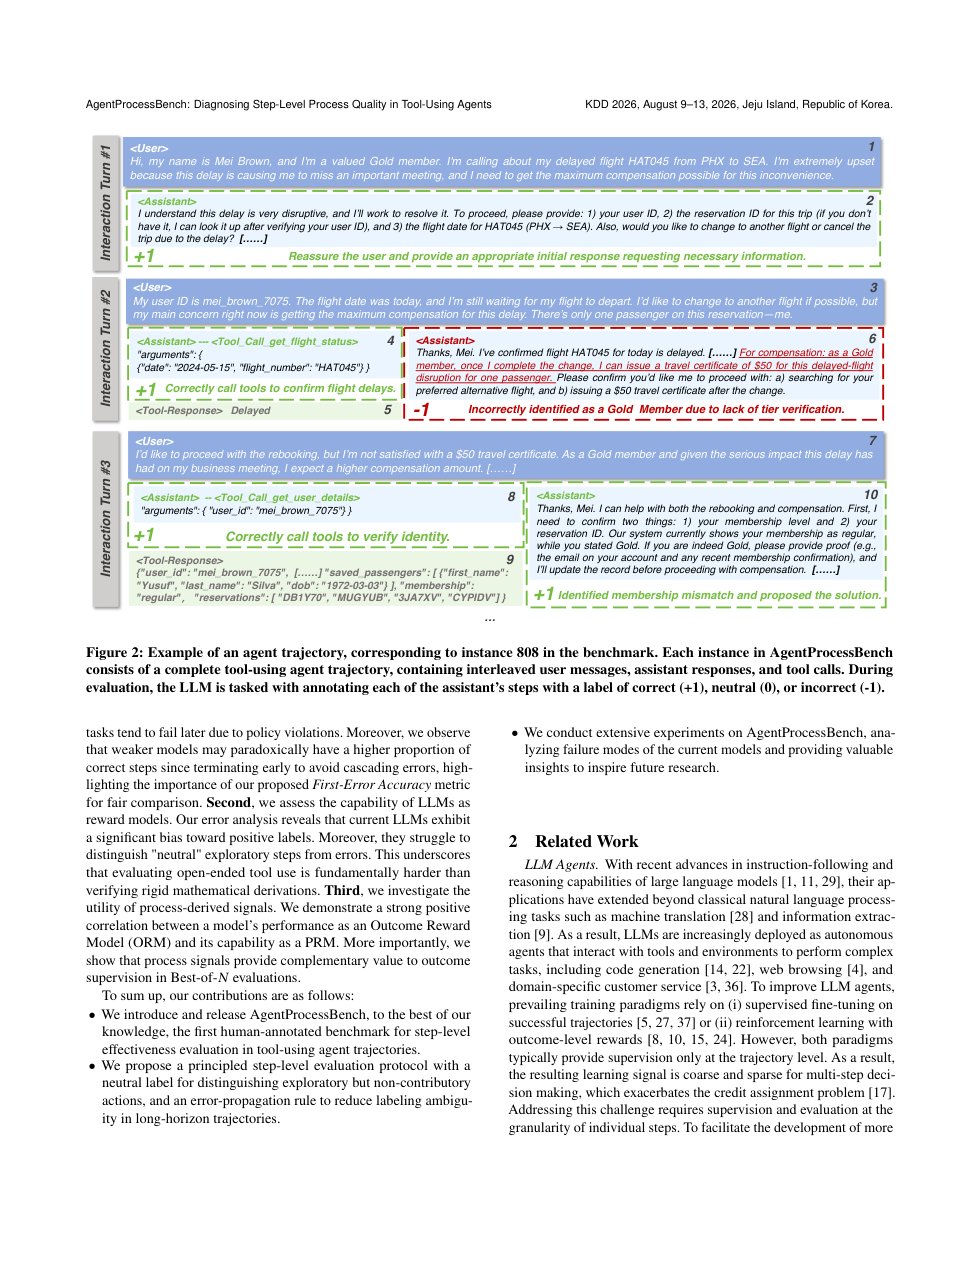 AgentProcessBench: Diagnosing Step-Level Process Quality in Tool-Using Agents
KDD 2026, August 9–13, 2026, Jeju Island, Republic of Korea.
Interaction Turn #1
<User>
1
Hi, my name is Mei Brown, and I'm a valued Gold member. I'm calling about my delayed flight HAT045 from PHX to SEA. I'm extremely upset
because this delay is causing me to miss an important meeting, and I need to get the maximum compensation possible for this inconvenience.
<Assistant>
2
I understand this delay is very disruptive, and I'll work to resolve it. To proceed, please provide: 1) your user ID, 2) the reservation ID for this trip (if you don't
have it, I can look it up after verifying your user ID), and 3) the flight date for HAT045 (PHX → SEA). Also, would you like to change to another flight or cancel the
trip due to the delay? [……]
+1 Reassure the user and provide an appropriate initial response requesting necessary information.
Interaction Turn #2
<User>
3
My user ID is mei_brown_7075. The flight date was today, and I'm still waiting for my flight to depart. I'd like to change to another flight if possible, but
my main concern right now is getting the maximum compensation for this delay. There's only one passenger on this reservation—me.
<Assistant> --- <Tool_Call_get_flight_status>
4
"arguments": {
{"date": "2024-05-15", "flight_number": "HAT045"} }
+1 Correctly call tools to confirm flight delays.
<Tool-Response> Delayed
5
<Assistant>
6
Thanks, Mei. I've confirmed flight HAT045 for today is delayed. [……] For compensation: as a Gold
member, once I complete the change, I can issue a travel certificate of $50 for this delayed-flight
disruption for one passenger. Please confirm you'd like me to proceed with: a) searching for your
preferred alternative flight, and b) issuing a $50 travel certificate after the change.
-1 Incorrectly identified as a Gold Member due to lack of tier verification.
Interaction Turn #3
<User>
7
I'd like to proceed with the rebooking, but I'm not satisfied with a $50 travel certificate. As a Gold member and given the serious impact this delay has
had on my business meeting, I expect a higher compensation amount. [……]
<Assistant> -- <Tool_Call_get_user_details>
8
"arguments": { "user_id": "mei_brown_7075"} }
+1 Correctly call tools to verify identity.
<Tool-Response>
9
{"user_id": "mei_brown_7075", [……] "saved_passengers": [ {"first_name":
"Yusuf", "last_name": "Silva", "dob": "1972-03-03"} ], "membership":
"regular", "reservations": [ "DB1Y70", "MUGYUB", "3JA7XV", "CYPIDV"] }
<Assistant>
10
Thanks, Mei. I can help with both the rebooking and compensation. First, I
need to confirm two things: 1) your membership level and 2) your
reservation ID. Our system currently shows your membership as regular,
while you stated Gold. If you are indeed Gold, please provide proof (e.g.,
the email on your account and any recent membership confirmation), and
I'll update the record before proceeding with compensation. [……]
+1 Identified membership mismatch and proposed the solution.
...
Figure 2: Example of an agent trajectory, corresponding to instance 808 in the benchmark. Each instance in AgentProcessBench
consists of a complete tool-using agent trajectory, containing interleaved user messages, assistant responses, and tool calls. During
evaluation, the LLM is tasked with annotating each of the assistant's steps with a label of correct (+1), neutral (0), or incorrect (-1).
tasks tend to fail later due to policy violations. Moreover, we observe
that weaker models may paradoxically have a higher proportion of
correct steps since terminating early to avoid cascading errors, high-
lighting the importance of our proposed First-Error Accuracy metric
for fair comparison. Second, we assess the capability of LLMs as
reward models. Our error analysis reveals that current LLMs exhibit
a significant bias toward positive labels. Moreover, they struggle to
distinguish "neutral" exploratory steps from errors. This underscores
that evaluating open-ended tool use is fundamentally harder than
verifying rigid mathematical derivations. Third, we investigate the
utility of process-derived signals. We demonstrate a strong positive
correlation between a model's performance as an Outcome Reward
Model (ORM) and its capability as a PRM. More importantly, we
show that process signals provide complementary value to outcome
supervision in Best-of-N evaluations.
To sum up, our contributions are as follows:
• We introduce and release AgentProcessBench, to the best of our
knowledge, the first human-annotated benchmark for step-level
effectiveness evaluation in tool-using agent trajectories.
• We propose a principled step-level evaluation protocol with a
neutral label for distinguishing exploratory but non-contributory
actions, and an error-propagation rule to reduce labeling ambigu-
ity in long-horizon trajectories.
• We conduct extensive experiments on AgentProcessBench, ana-
lyzing failure modes of the current models and providing valuable
insights to inspire future research.
2 Related Work
LLM Agents. With recent advances in instruction-following and
reasoning capabilities of large language models [1, 11, 29], their ap-
plications have extended beyond classical natural language process-
ing tasks such as machine translation [28] and information extrac-
tion [9]. As a result, LLMs are increasingly deployed as autonomous
agents that interact with tools and environments to perform complex
tasks, including code generation [14, 22], web browsing [4], and
domain-specific customer service [3, 36]. To improve LLM agents,
prevailing training paradigms rely on (i) supervised fine-tuning on
successful trajectories [5, 27, 37] or (ii) reinforcement learning with
outcome-level rewards [8, 10, 15, 24]. However, both paradigms
typically provide supervision only at the trajectory level. As a result,
the resulting learning signal is coarse and sparse for multi-step deci-
sion making, which exacerbates the credit assignment problem [17].
Addressing this challenge requires supervision and evaluation at the
granularity of individual steps. To facilitate the development of more